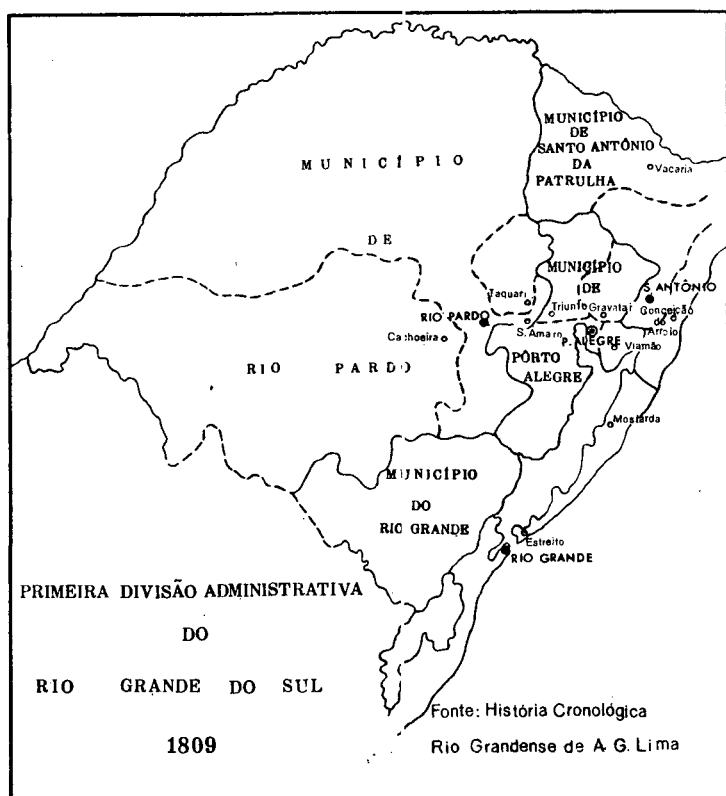 MUNICÍPIO
DE
SANTO ANTÔNIO
DA
PATRULHA
Vacaria
MUNICÍPIO
DE
RIO PARDO
MUNICÍPIO
DE
PÔRTO
ALEGRE
Taquari
Triunfo
Gravataí
S. ANTÔNIO
Conceição
Arroio
RIO PARDO
S. Amaro
P. ALEGRE
Viamão
Cachoeira
Mostarda
MUNICÍPIO
DO
RIO GRANDE
Estreito
RIO GRANDE
PRIMEIRA DIVISÃO ADMINISTRATIVA
DO
RIO GRANDE DO SUL
1809
Fonte: História Cronológica
Rio Grandense de A. G. Lima